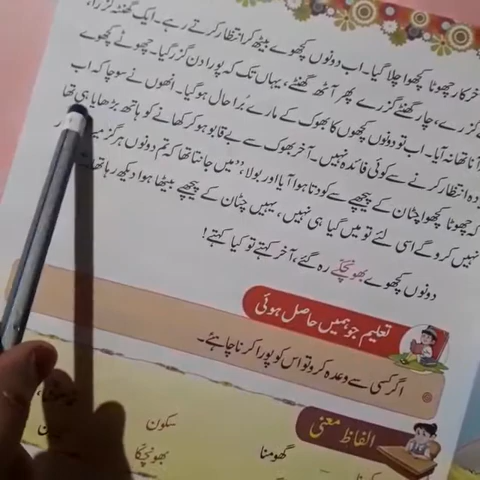 آخر کار چھوٹا کچھوا چلا گیا۔ اب دونوں کچھوے بیٹھ کر انتظار کرتے رہے۔ ایک گھنٹہ گزرا،
گزرے، چار گھنٹے گزرے پھر آٹھ گھنٹے، یہاں تک کہ پورا دن گزر گیا۔ چھوٹے کچھوے
آنا تھا نہ آیا۔ اب تو دونوں کچھوں کا بھوک کے مارے بُرا حال ہو گیا۔ انھوں نے سوچا کہ اب
انتظار کرنے سے کوئی فائدہ نہیں۔ آخر بھوک سے بے قابو ہو کر کھانے کو ہاتھ بڑھایا ہی تھا
کہ چھوٹا کچھوا چٹان کے پیچھے سے کودتا ہوا آیا اور بولا، ”میں جانتا تھا کہ تم دونوں ہرگز
نہیں کرو گے اسی لئے تو میں گیا ہی نہیں، یہیں چٹان کے پیچھے بیٹھا ہوا دیکھ رہا تھا
دونوں کچھوے بھونچکّے رہ گئے، آخر کہتے تو کیا کہتے!
تعلیم جو ہمیں حاصل ہوئی
اگر کسی سے وعدہ کرو تو اس کو پورا کرنا چاہئے۔
الفاظ معنی
گھومنا
سکون
بھونچکّا